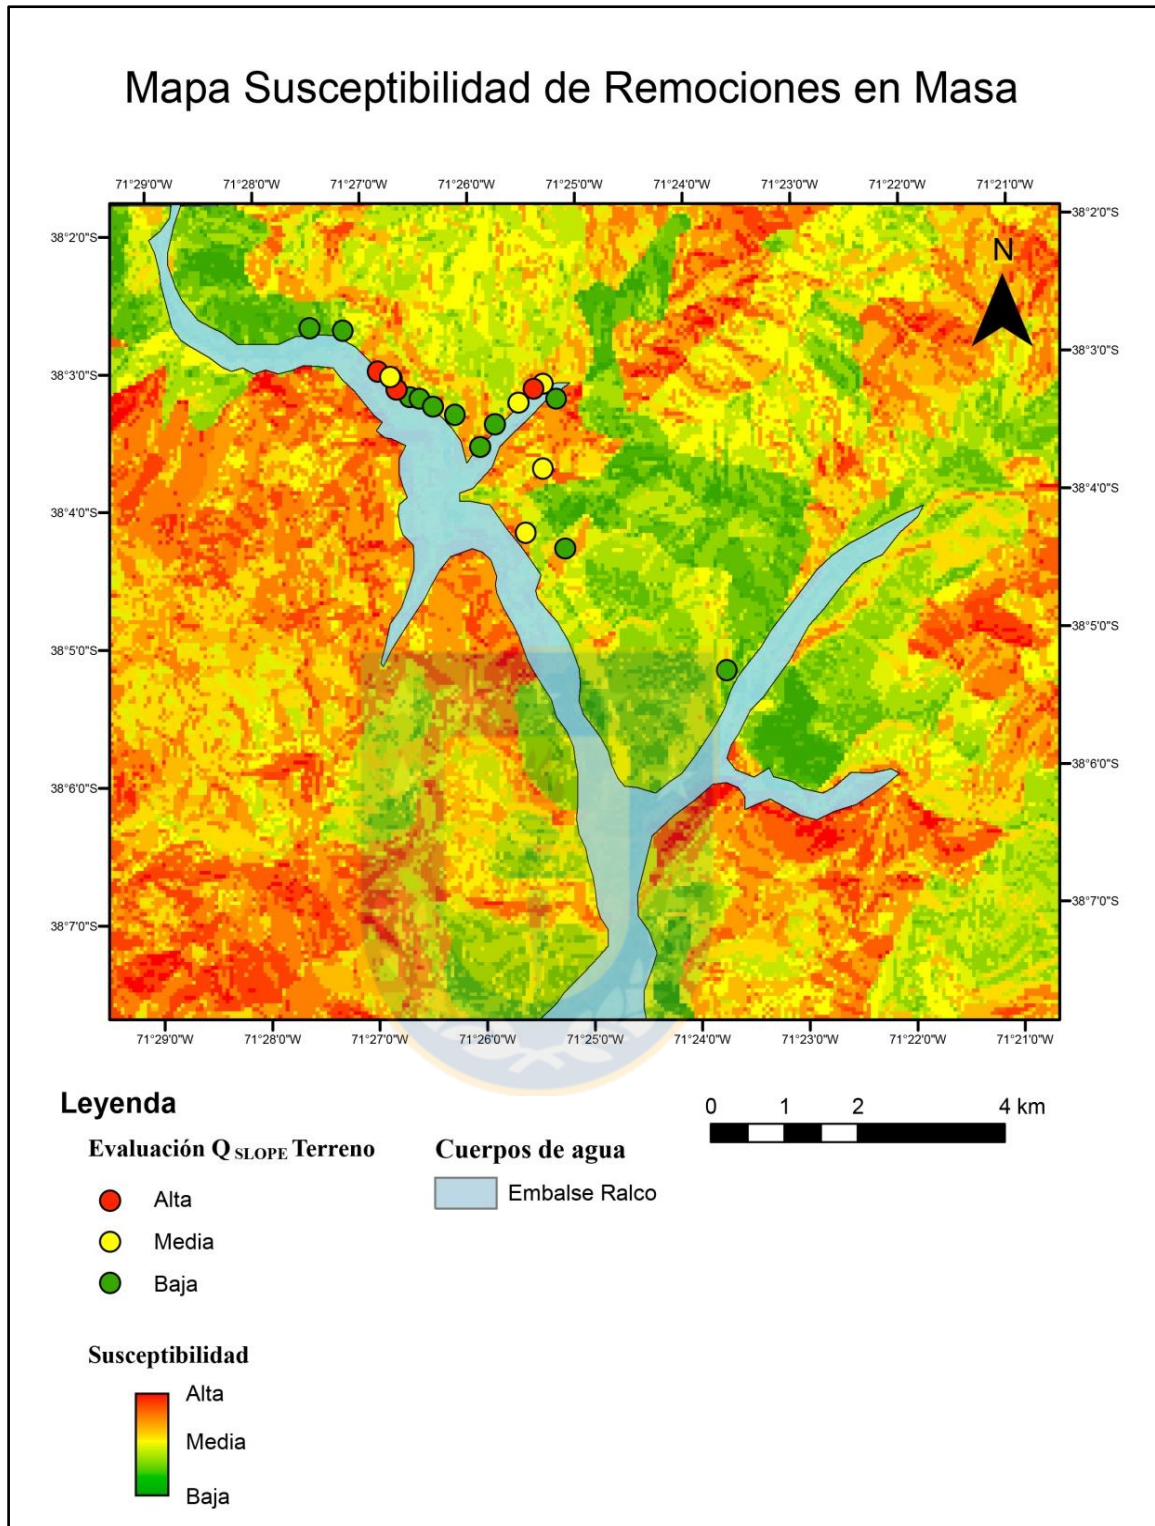 Mapa Susceptibilidad de Remociones en Masa
71°29'0"W 71°28'0"W 71°27'0"W 71°26'0"W 71°25'0"W 71°24'0"W 71°23'0"W 71°22'0"W 71°21'0"W
38°2'0"S 38°2'0"S
N
38°3'0"S 38°3'0"S
38°4'0"S 38°4'0"S
38°5'0"S 38°5'0"S
38°6'0"S 38°6'0"S
38°7'0"S 38°7'0"S
71°29'0"W 71°28'0"W 71°27'0"W 71°26'0"W 71°25'0"W 71°24'0"W 71°23'0"W 71°22'0"W 71°21'0"W
0 1 2 4 km
Leyenda
Evaluación Q SLOPE Terreno
Alta
Media
Baja
Cuerpos de agua
Embalse Ralco
Susceptibilidad
Alta
Media
Baja